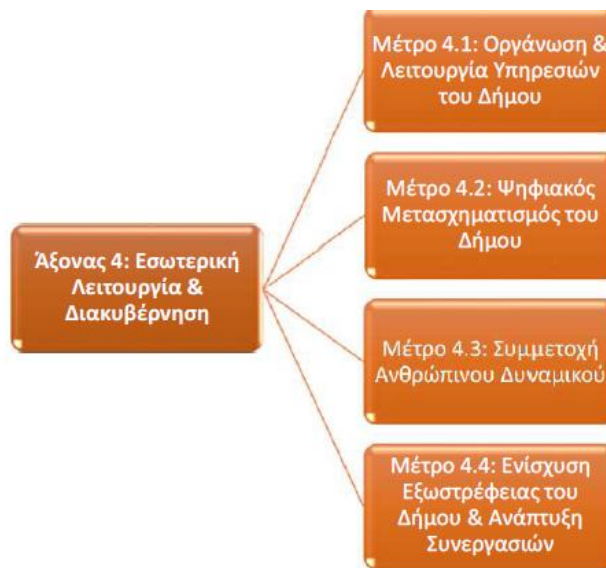 Μέτρο 4.1: Οργάνωση &
Λειτουργία Υπηρεσιών
του Δήμου
Μέτρο 4.2: Ψηφιακός
Μετασχηματισμός του
Δήμου
Άξονας 4: Εσωτερική
Λειτουργία &
Διακυβέρνηση
Μέτρο 4.3: Συμμετοχή
Ανθρώπινου Δυναμικού
Μέτρο 4.4: Ενίσχυση
Εξωστρέφειας του
Δήμου & Ανάπτυξη
Συνεργασιών